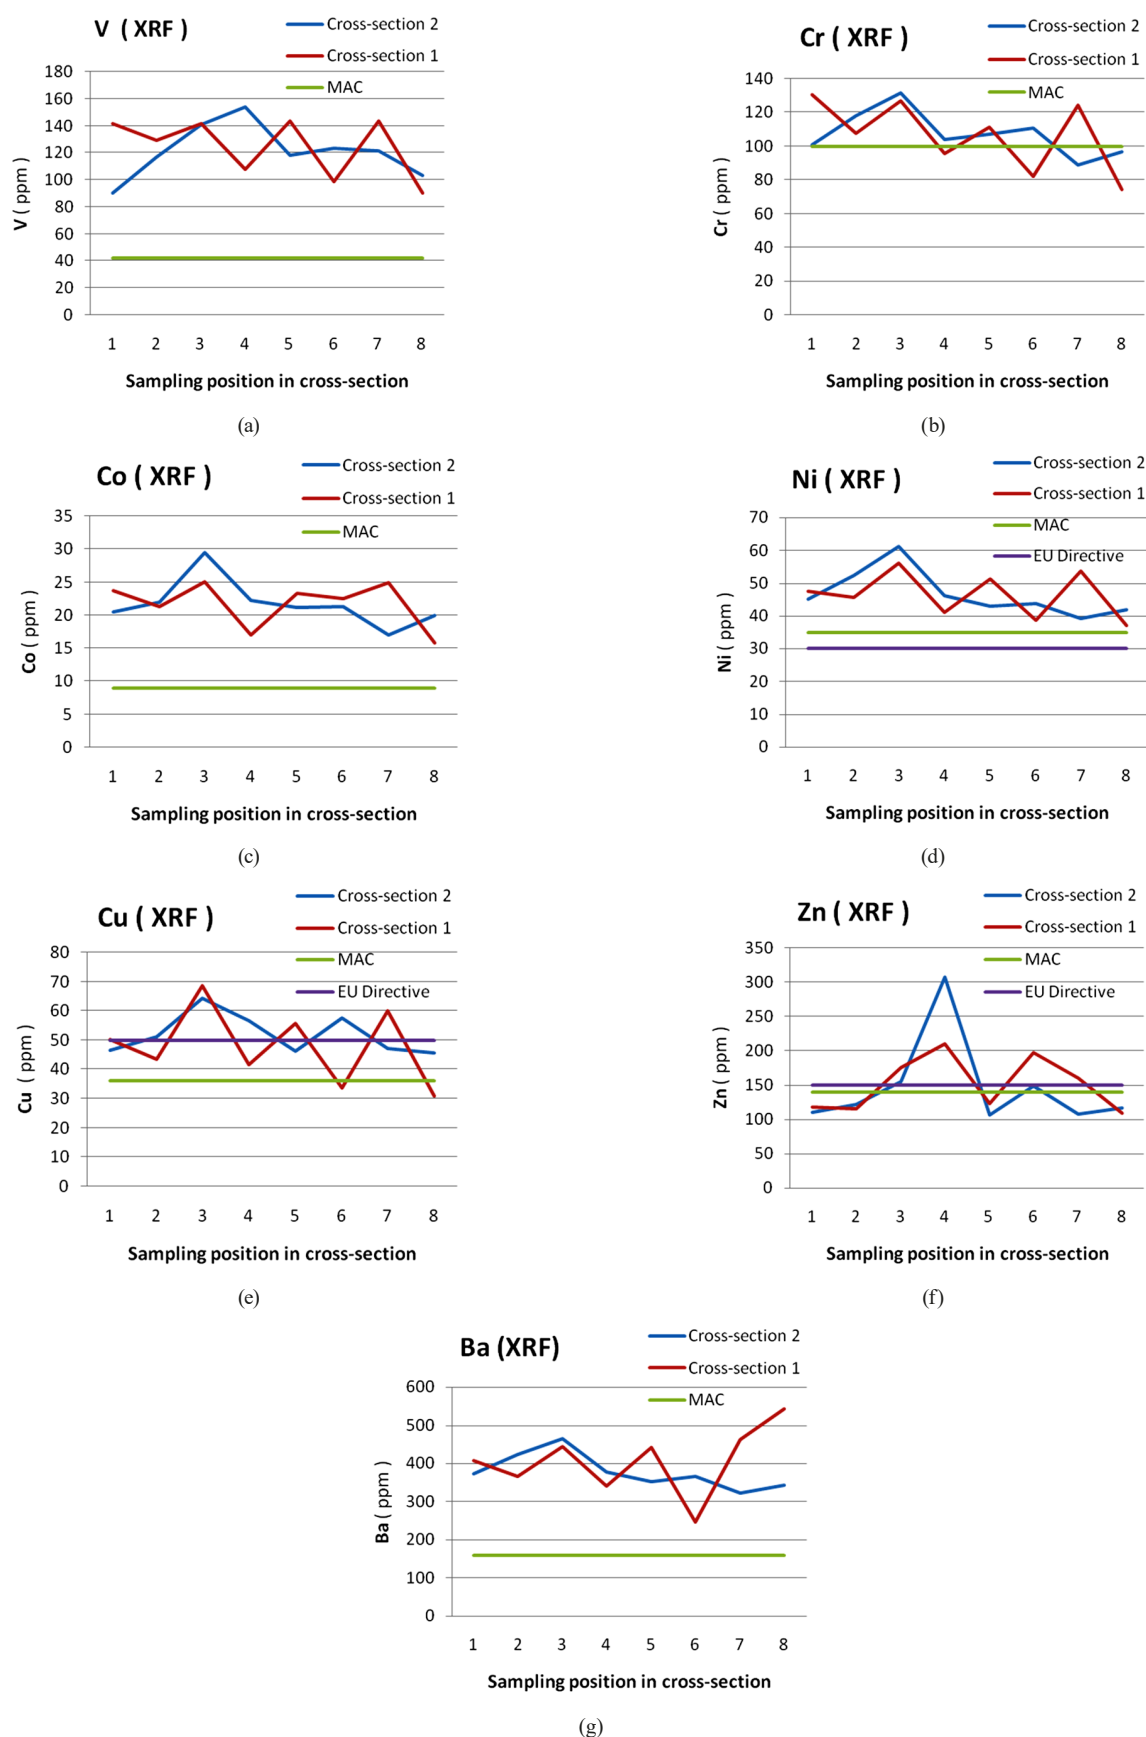 V ( XRF )
Cross-section 2
Cross-section 1
MAC
180
160
140
120
100
80
60
40
20
0
V ( ppm )
1 2 3 4 5 6 7 8
Sampling position in cross-section
(a)
Cr ( XRF )
Cross-section 2
Cross-section 1
MAC
140
120
100
80
60
40
20
0
Cr ( ppm )
1 2 3 4 5 6 7 8
Sampling position in cross-section
(b)
Co ( XRF )
Cross-section 2
Cross-section 1
MAC
35
30
25
20
15
10
5
0
Co ( ppm )
1 2 3 4 5 6 7 8
Sampling position in cross-section
(c)
Ni ( XRF )
Cross-section 2
Cross-section 1
MAC
EU Directive
70
60
50
40
30
20
10
0
Ni ( ppm )
1 2 3 4 5 6 7 8
Sampling position in cross-section
(d)
Cu ( XRF )
Cross-section 2
Cross-section 1
MAC
EU Directive
80
70
60
50
40
30
20
10
0
Cu ( ppm )
1 2 3 4 5 6 7 8
Sampling position in cross-section
(e)
Zn ( XRF )
Cross-section 2
Cross-section 1
MAC
EU Directive
350
300
250
200
150
100
50
0
Zn ( ppm )
1 2 3 4 5 6 7 8
Sampling position in cross-section
(f)
Ba (XRF)
Cross-section 2
Cross-section 1
MAC
600
500
400
300
200
100
0
Ba ( ppm )
1 2 3 4 5 6 7 8
Sampling position in cross-section
(g)